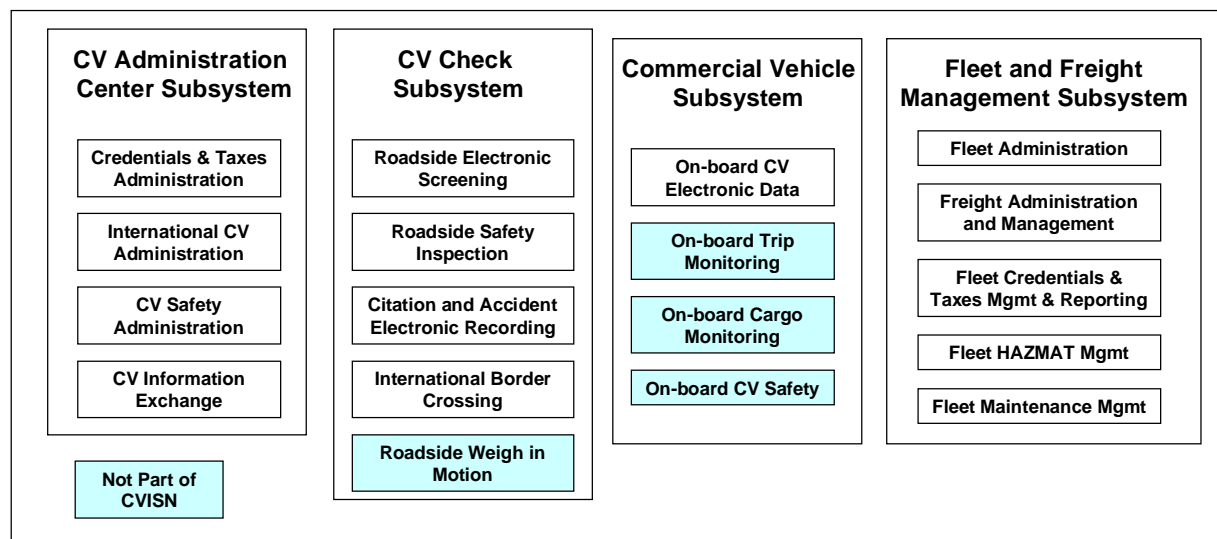 CV Administration
Center Subsystem
Credentials & Taxes
Administration
International CV
Administration
CV Safety
Administration
CV Information
Exchange
Not Part of
CVISN
CV Check
Subsystem
Roadside Electronic
Screening
Roadside Safety
Inspection
Citation and Accident
Electronic Recording
International Border
Crossing
Roadside Weigh in
Motion
Commercial Vehicle
Subsystem
On-board CV
Electronic Data
On-board Trip
Monitoring
On-board Cargo
Monitoring
On-board CV Safety
Fleet and Freight
Management Subsystem
Fleet Administration
Freight Administration
and Management
Fleet Credentials &
Taxes Mgmt & Reporting
Fleet HAZMAT Mgmt
Fleet Maintenance Mgmt